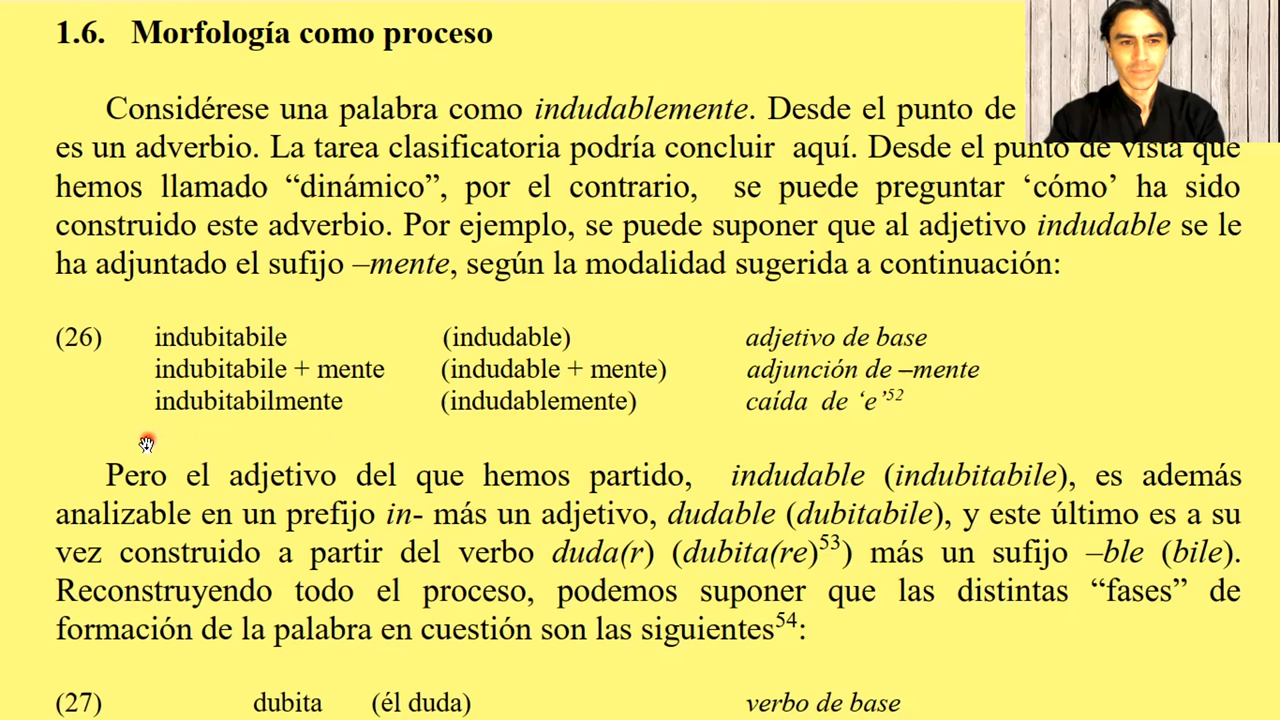 1.6. Morfología como proceso
Considérese una palabra como indudablemente. Desde el punto de
es un adverbio. La tarea clasificatoria podría concluir aquí. Desde el punto de vista que
hemos llamado “dinámico”, por el contrario, se puede preguntar ‘cómo’ ha sido
construido este adverbio. Por ejemplo, se puede suponer que al adjetivo indudable se le
ha adjuntado el sufijo –mente, según la modalidad sugerida a continuación:
(26) indubitabile (indudable) adjetivo de base
indubitabile + mente (indudable + mente) adjunción de –mente
indubitabilmente (indudablemente) caída de ‘e’52
Pero el adjetivo del que hemos partido, indudable (indubitabile), es además
analizable en un prefijo in- más un adjetivo, dudable (dubitabile), y este último es a su
vez construido a partir del verbo duda(r) (dubita(re)53) más un sufijo –ble (bile).
Reconstruyendo todo el proceso, podemos suponer que las distintas “fases” de
formación de la palabra en cuestión son las siguientes54:
(27) dubita (él duda) verbo de base